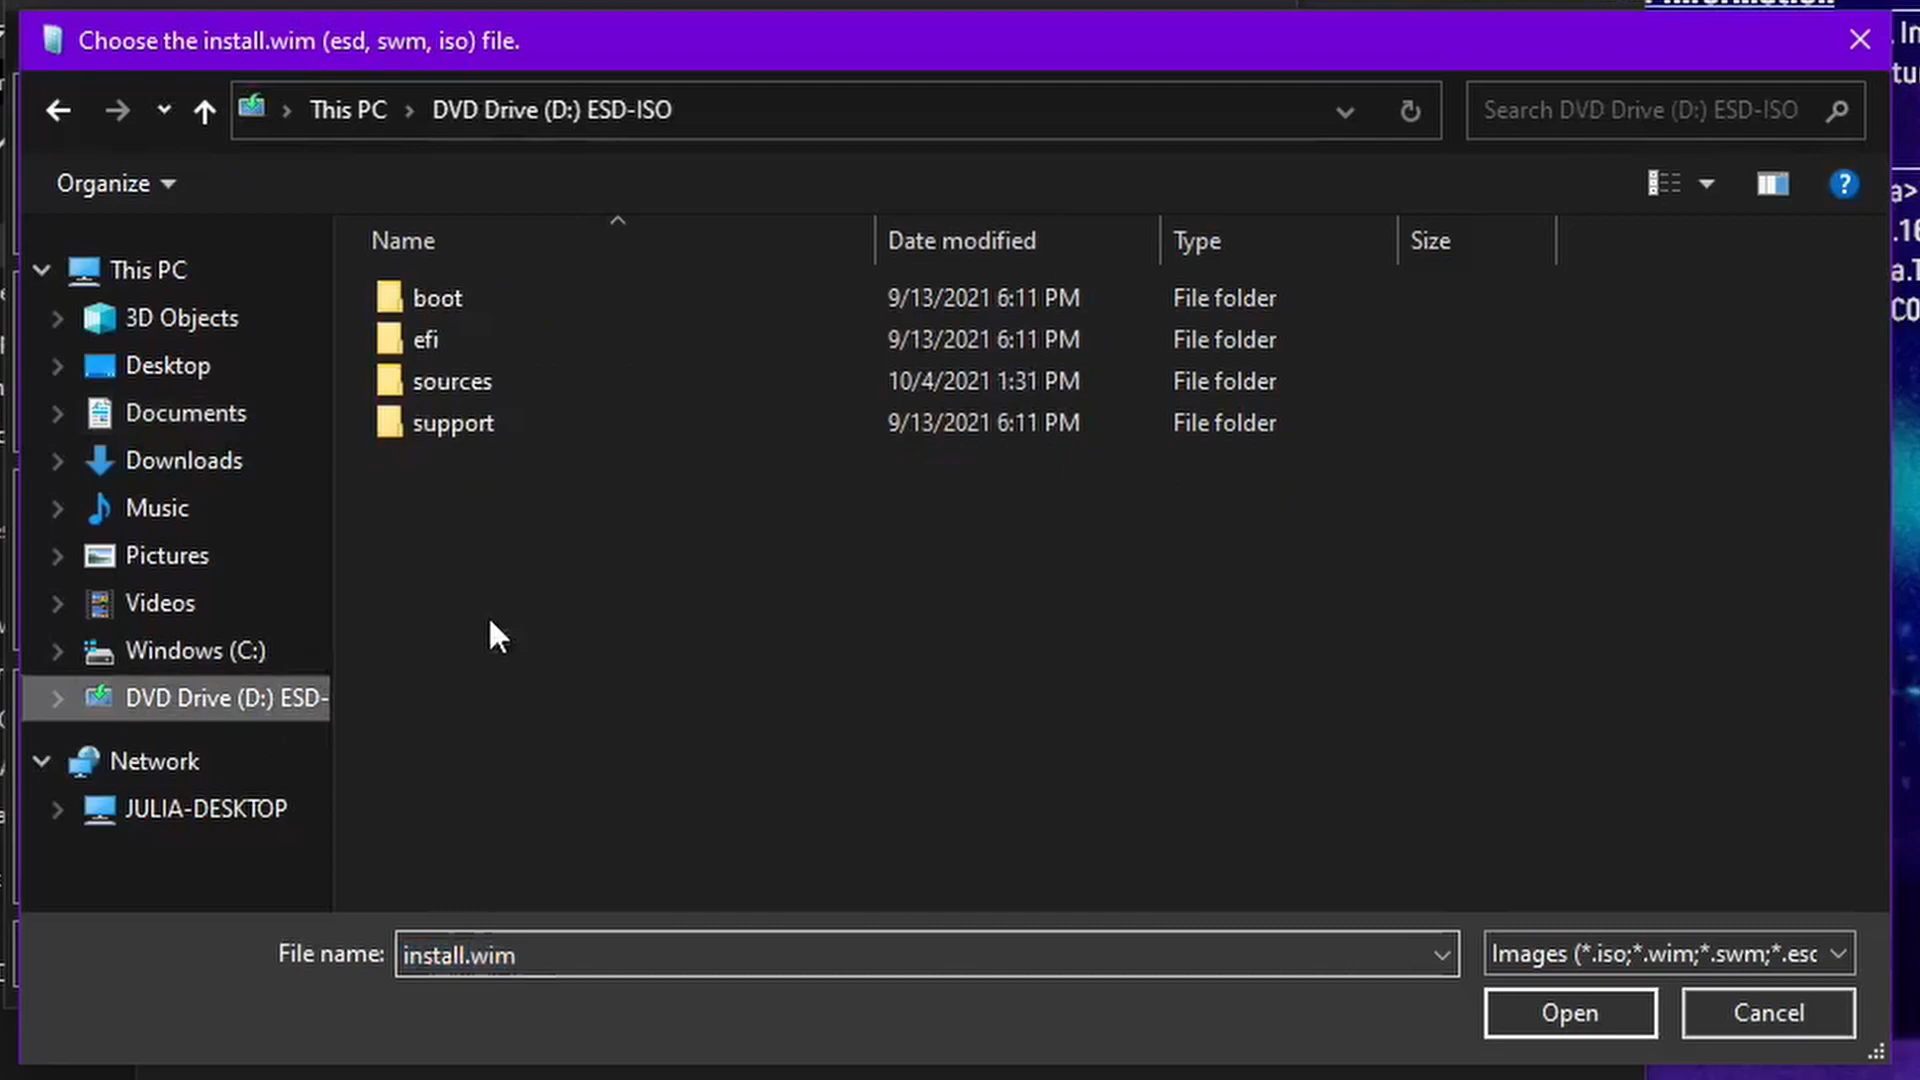 Choose the install.wim (esd, swm, iso) file.
This PC
DVD Drive (D:) ESD-ISO
Search DVD Drive (D:) ESD-ISO
Organize
?
Name
Date modified
Type
Size
boot
9/13/2021 6:11 PM
File folder
efi
9/13/2021 6:11 PM
File folder
sources
10/4/2021 1:31 PM
File folder
support
9/13/2021 6:11 PM
File folder
This PC
3D Objects
Desktop
Documents
Downloads
Music
Pictures
Videos
Windows (C:)
DVD Drive (D:) ESD-
Network
JULIA-DESKTOP
File name:
install.wim
Images (*.iso;*.wim;*.swm;*.esc
Open
Cancel